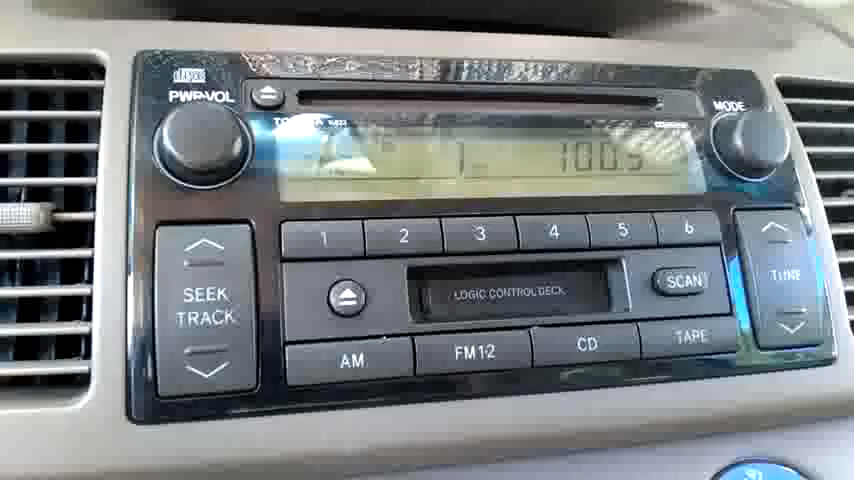 PWR•VOL
MODE
TOYOTA
1
100.5
1
2
3
4
5
6
SEEK
TRACK
LOGIC CONTROL DECK
SCAN
TUNE
AM
FM1•2
CD
TAPE